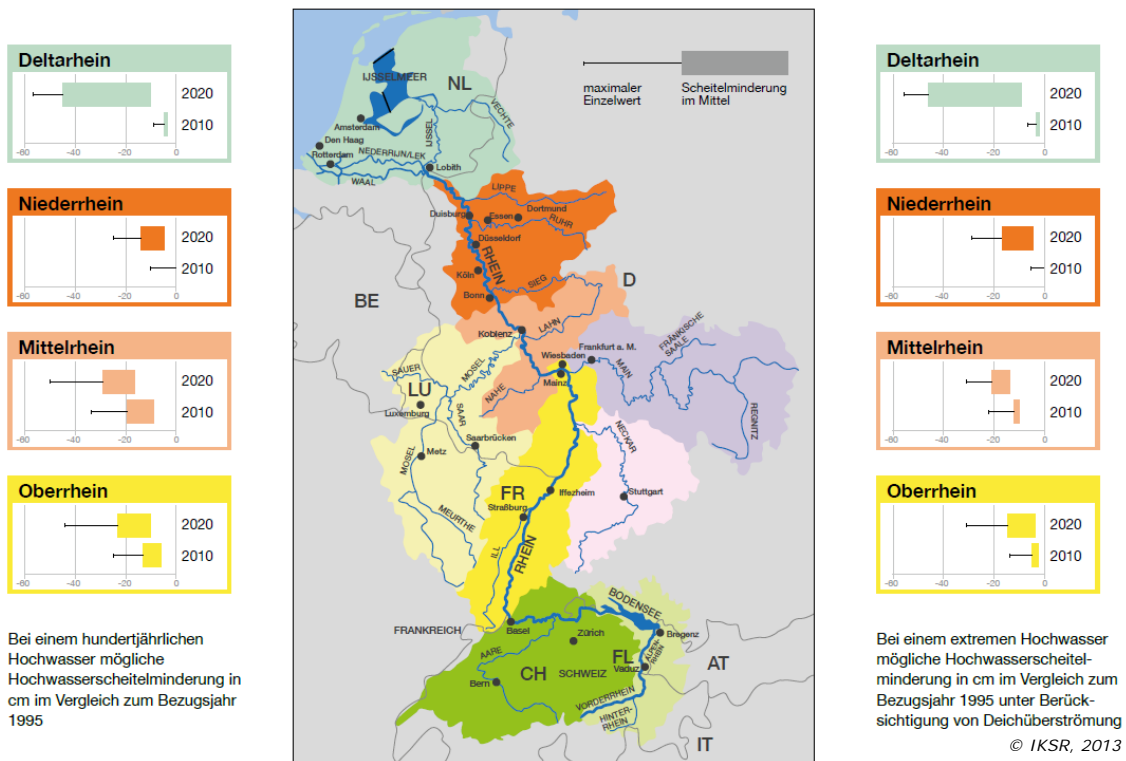 Deltarhein
2020
2010
-60
-40
-20
0
Niederrhein
2020
2010
-60
-40
-20
0
Mittelrhein
2020
2010
-60
-40
-20
0
Oberrhein
2020
2010
-60
-40
-20
0
Bei einem hundertjährlichen
Hochwasser mögliche
Hochwasserscheitelminderung in
cm im Vergleich zum Bezugsjahr
1995
maximaler
Einzelwert
Scheitelminderung
im Mittel
IJSSELMEER
NL
Amsterdam
IJSSEL
VECHTE
Den Haag
Rotterdam
NEDERRIJN/LEK
Lobith
WAAL
LIPPE
Duisburg
Essen
Dortmund
RUHR
Düsseldorf
RHEIN
Köln
SIEG
D
Bonn
BE
Koblenz
LAHN
FRÄNKISCHE
SAALE
Frankfurt a. M.
Wiesbaden
MAIN
Mainz
MOSEL
SAUER
NAHE
LU
Luxemburg
SAAR
REGNITZ
NECKAR
Saarbrücken
MOSEL
Metz
FR
Iffezheim
Stuttgart
Straßburg
MEURTHE
ILL
RHEIN
BODENSEE
FRANKREICH
Basel
Zürich
Bregenz
AARE
ALPEN-
RHEIN
FL
Vaduz
AT
CH
SCHWEIZ
Bern
VORDERRHEIN
HINTER-
RHEIN
IT
Deltarhein
2020
2010
-60
-40
-20
0
Niederrhein
2020
2010
-60
-40
-20
0
Mittelrhein
2020
2010
-60
-40
-20
0
Oberrhein
2020
2010
-60
-40
-20
0
Bei einem extremen Hochwasser
mögliche Hochwasserscheitel-
minderung in cm im Vergleich zum
Bezugsjahr 1995 unter Berück-
sichtigung von Deichüberströmung
© IKSR, 2013